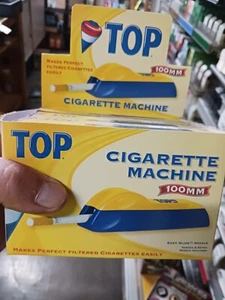 TOP
MAKES PERFECT
FILTERED CIGARETTES
EASILY
100MM
CIGARETTE MACHINE
TOP
CIGARETTE
MACHINE
100MM
MAKES PERFECT FILTERED CIGARETTES EASILY